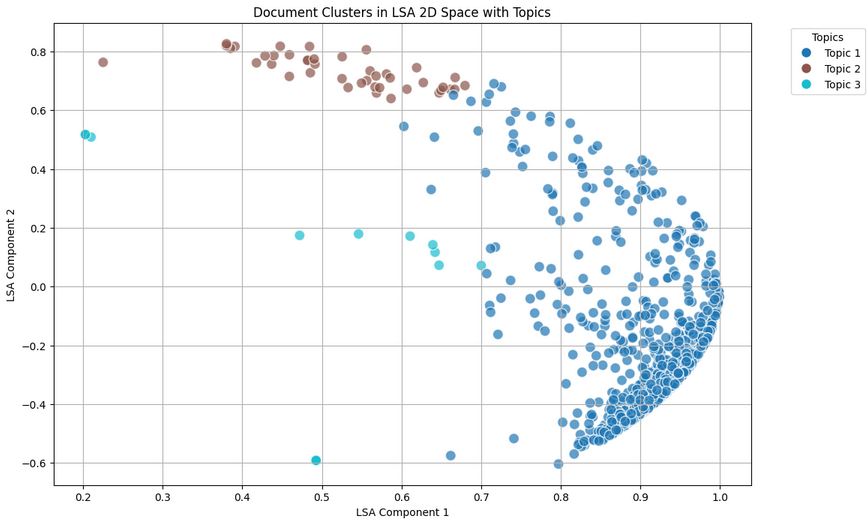 Document Clusters in LSA 2D Space with Topics
Topics
Topic 1
Topic 2
Topic 3
LSA Component 2
0.8
0.6
0.4
0.2
0.0
−0.2
−0.4
−0.6
0.2 0.3 0.4 0.5 0.6 0.7 0.8 0.9 1.0
LSA Component 1